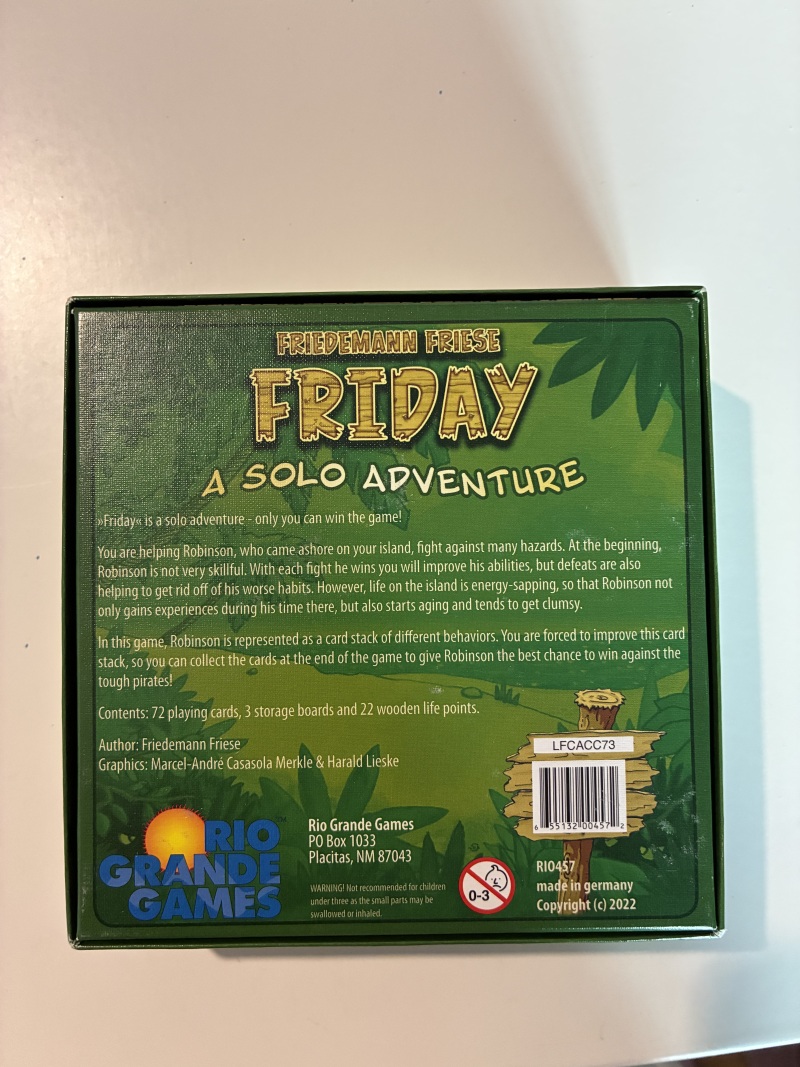 FRIEDEMANN FRIESE
FRIDAY
A SOLO ADVENTURE
»Friday« is a solo adventure - only you can win the game!
You are helping Robinson, who came ashore on your island, fight against many hazards. At the beginning,
Robinson is not very skillful. With each fight he wins you will improve his abilities, but defeats are also
helping to get rid off of his worse habits. However, life on the island is energy-sapping, so that Robinson not
only gains experiences during his time there, but also starts aging and tends to get clumsy.
In this game, Robinson is represented as a card stack of different behaviors. You are forced to improve this card
stack, so you can collect the cards at the end of the game to give Robinson the best chance to win against the
tough pirates!
Contents: 72 playing cards, 3 storage boards and 22 wooden life points.
Author: Friedemann Friese
Graphics: Marcel-André Casasola Merkle & Harald Lieske
LFCACC73
6 55132 00457 2
RIO™
GRANDE
GAMES
Rio Grande Games
PO Box 1033
Placitas, NM 87043
WARNING! Not recommended for children
under three as the small parts may be
swallowed or inhaled.
0-3
RIO457
made in germany
Copyright (c) 2022